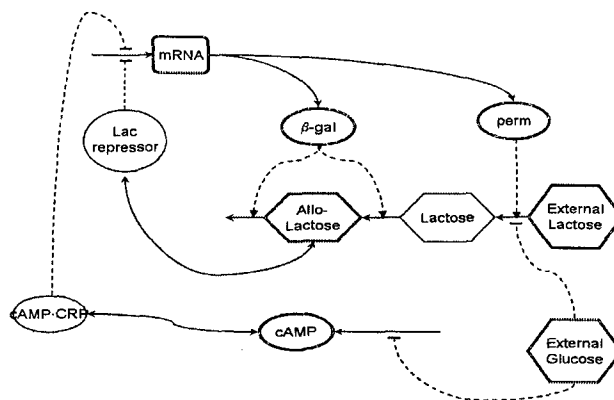 mRNA
β-gal
perm
Lac
repressor
Allo-
Lactose
Lactose
External
Lactose
cAMP·CRP
cAMP
External
Glucose